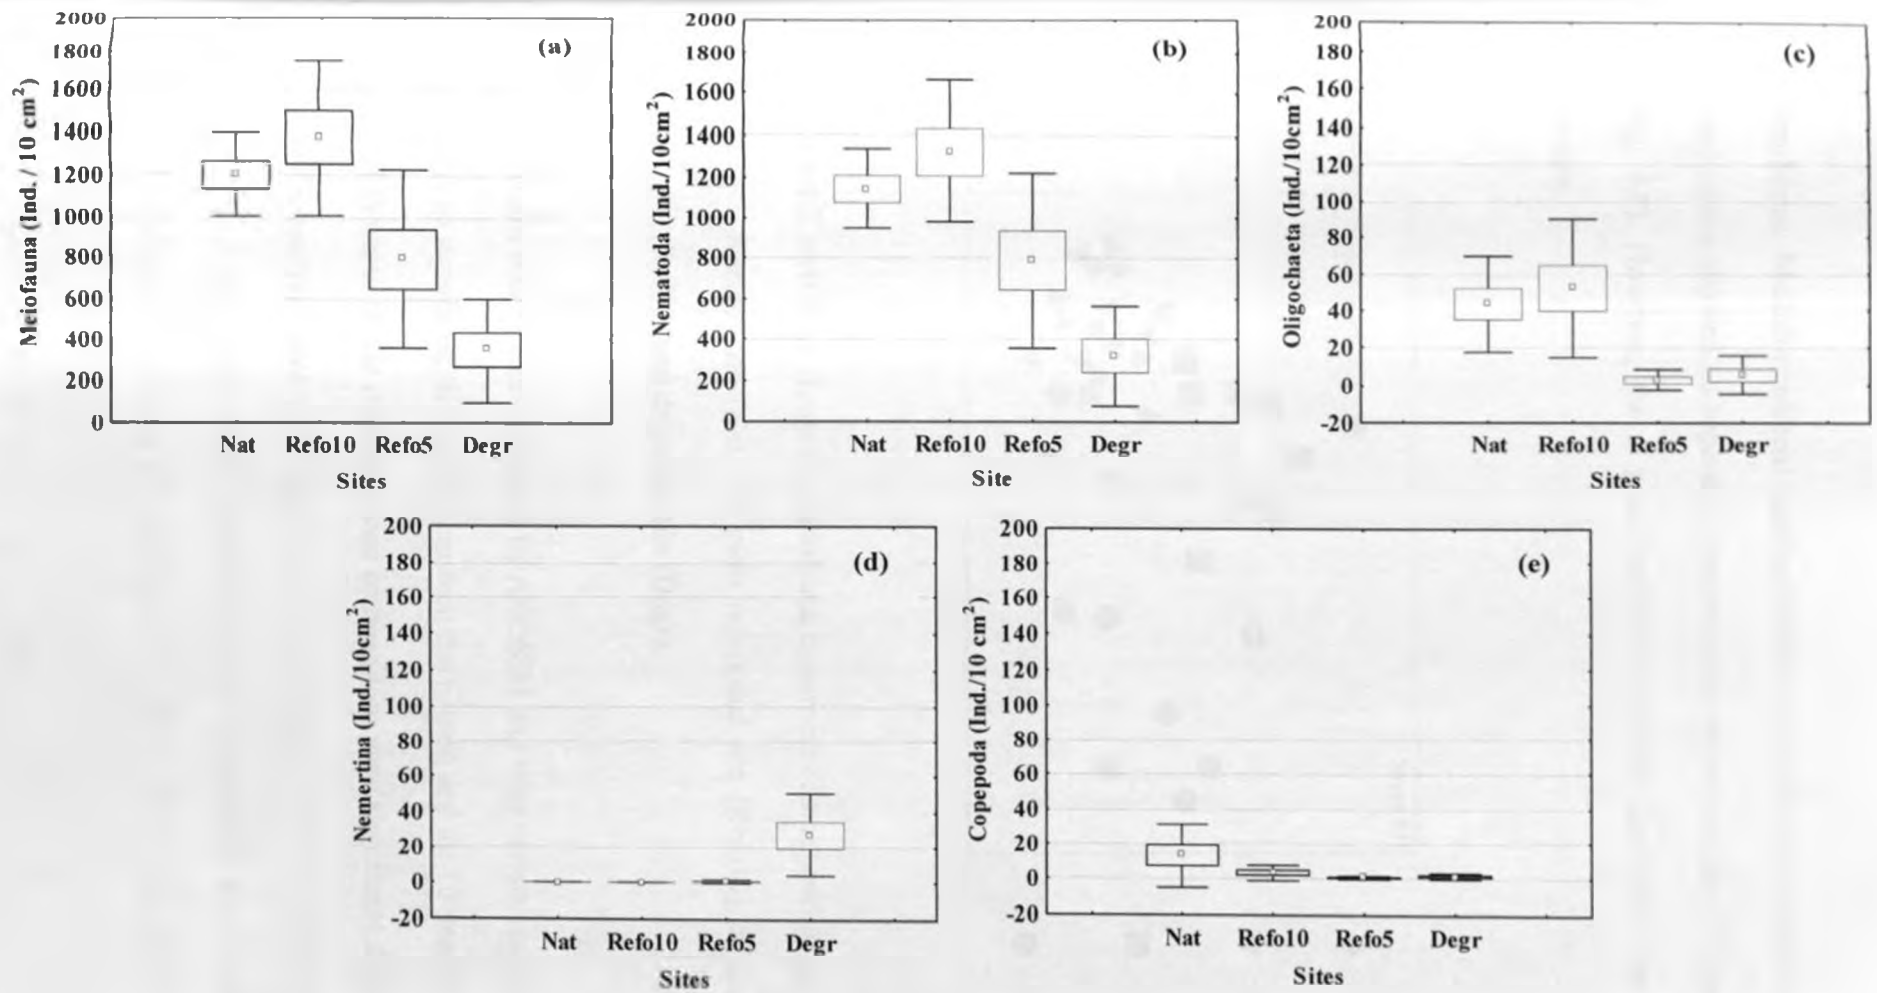 (a)
Meiofauna (Ind. / 10 cm²)
2000
1800
1600
1400
1200
1000
800
600
400
200
0
Nat Refo10 Refo5 Degr
Sites
(b)
Nematoda (Ind./10cm²)
2000
1800
1600
1400
1200
1000
800
600
400
200
0
Nat Refo10 Refo5 Degr
Site
(c)
Oligochaeta (Ind./10cm²)
200
180
160
140
120
100
80
60
40
20
0
-20
Nat Refo10 Refo5 Degr
Sites
(d)
Nemertina (Ind./10cm²)
200
180
160
140
120
100
80
60
40
20
0
-20
Nat Refo10 Refo5 Degr
Sites
(e)
Copepoda (Ind./10 cm²)
200
180
160
140
120
100
80
60
40
20
0
-20
Nat Refo10 Refo5 Degr
Sites